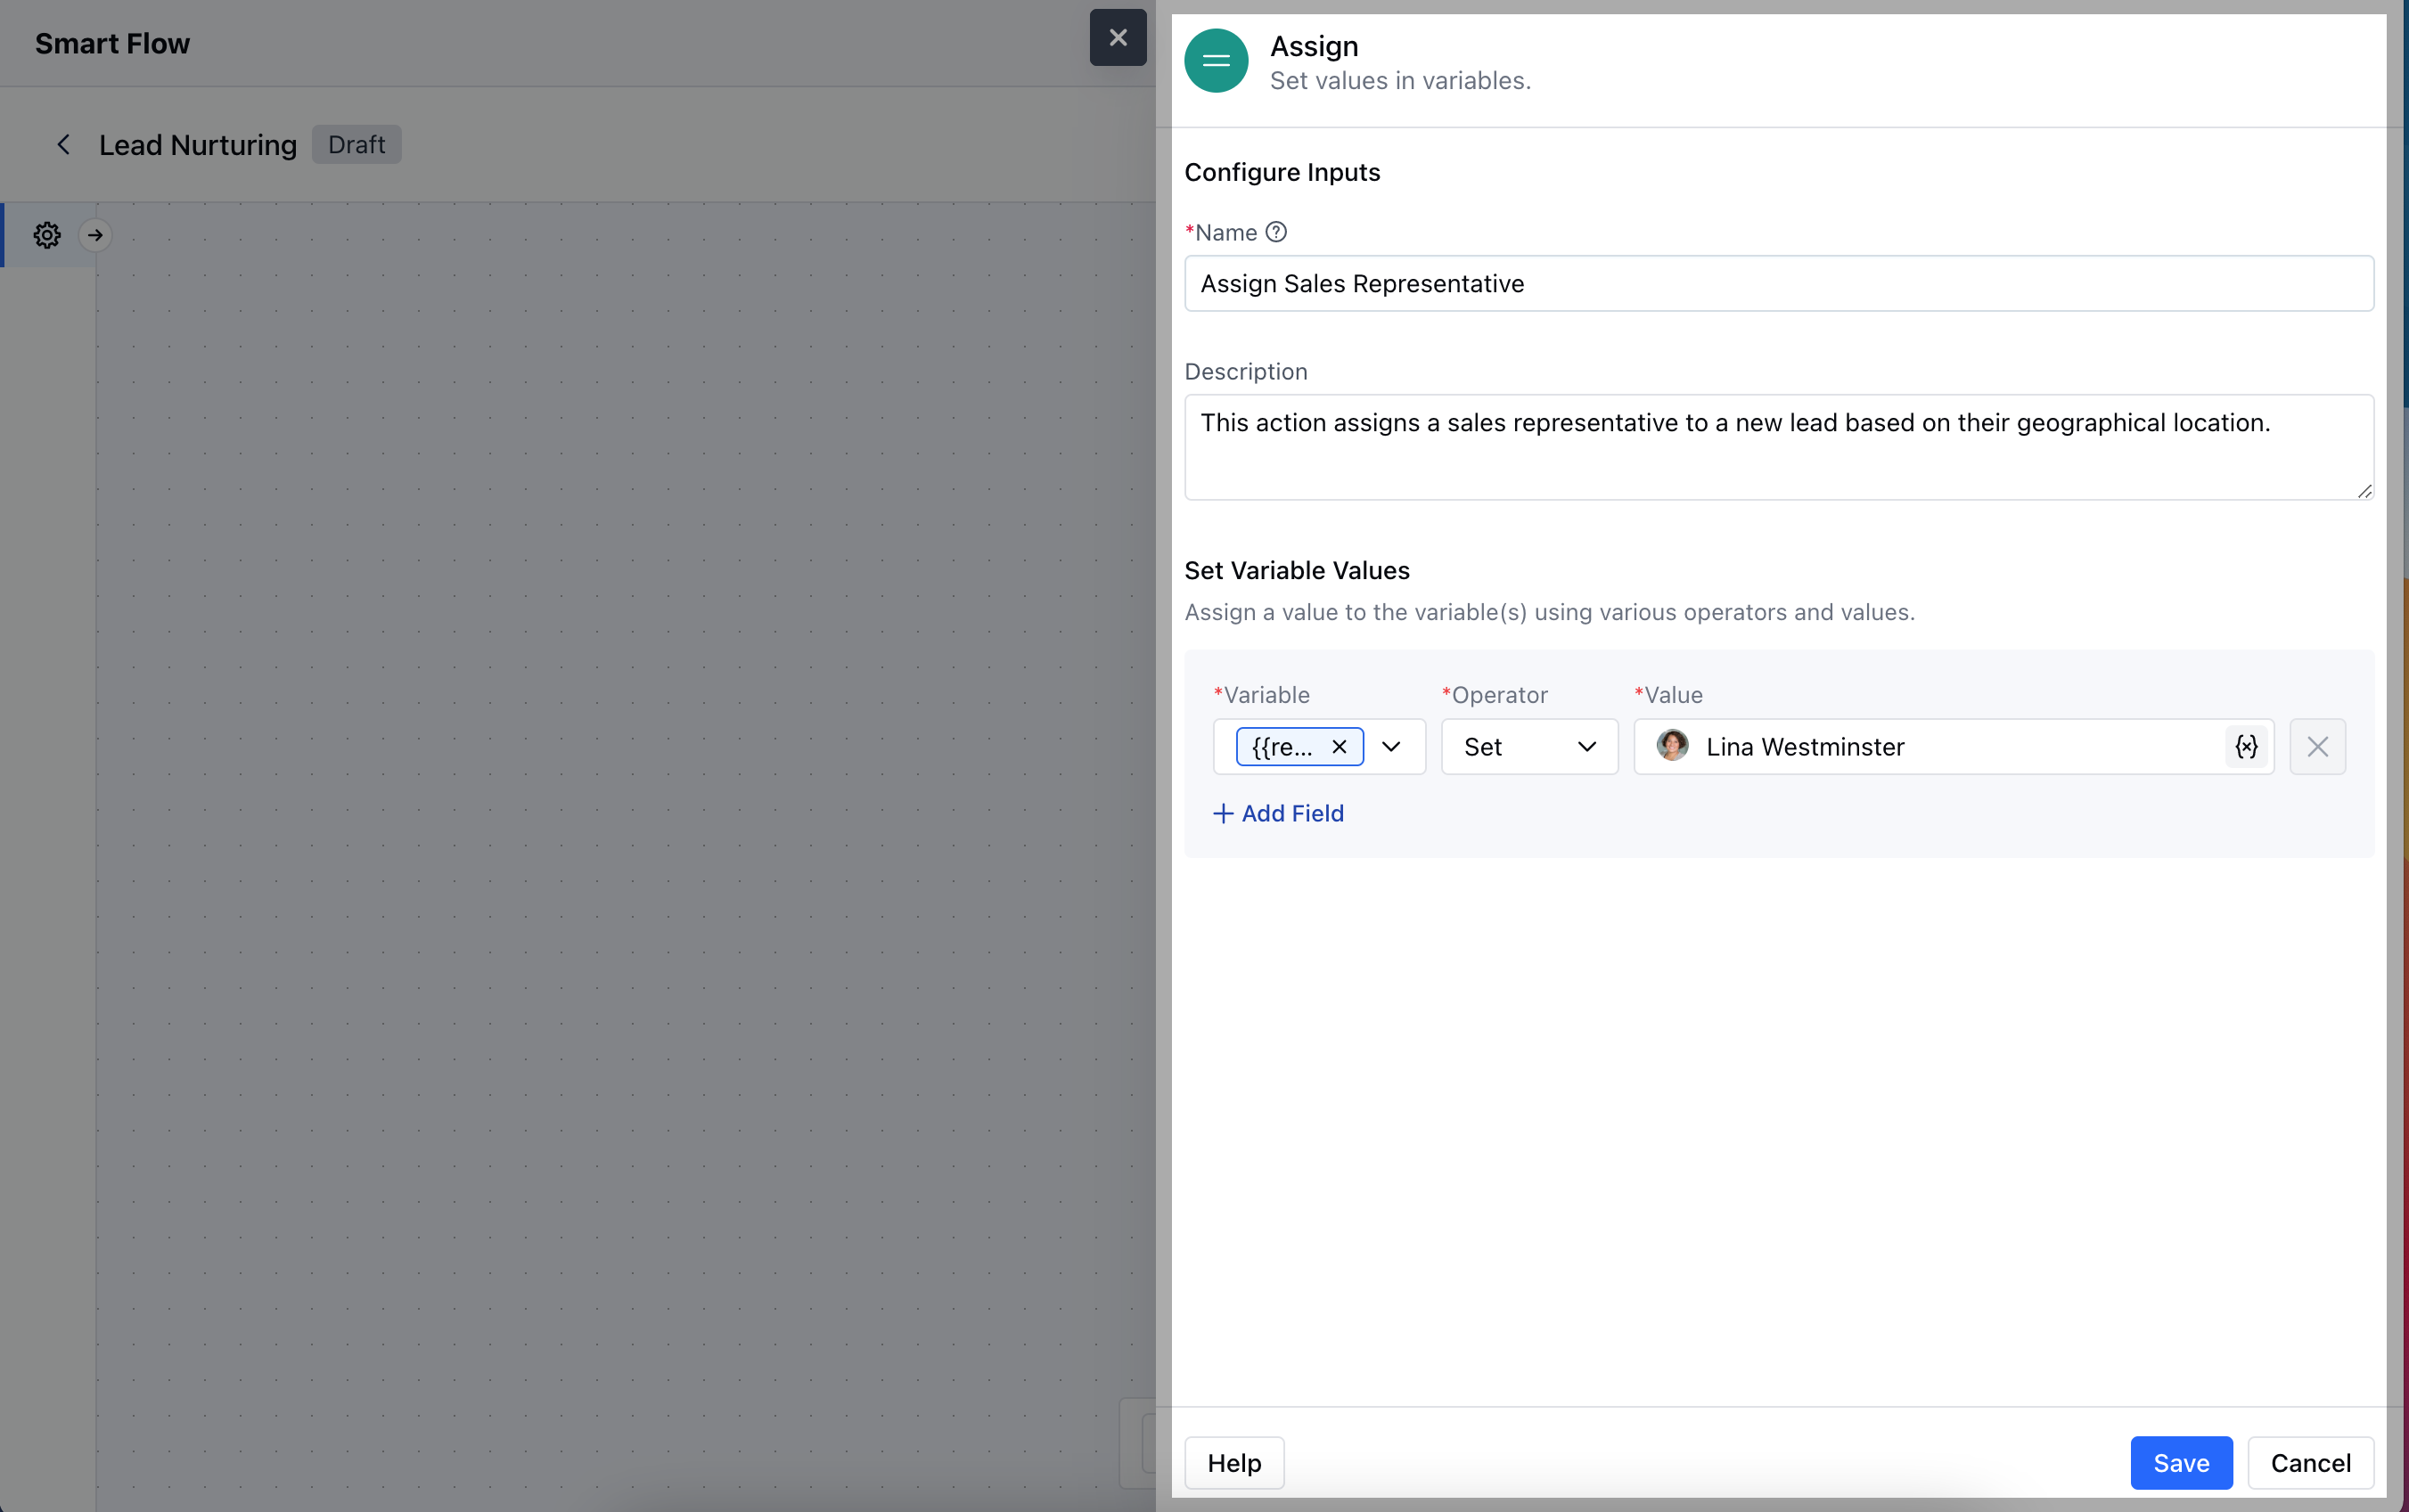 Smart Flow
Lead Nurturing
Draft
Assign
Set values in variables.
Configure Inputs
*Name
Assign Sales Representative
Description
This action assigns a sales representative to a new lead based on their geographical location.
Set Variable Values
Assign a value to the variable(s) using various operators and values.
*Variable *Operator *Value
{{re... Set Lina Westminster {x}
+ Add Field
Help Save Cancel